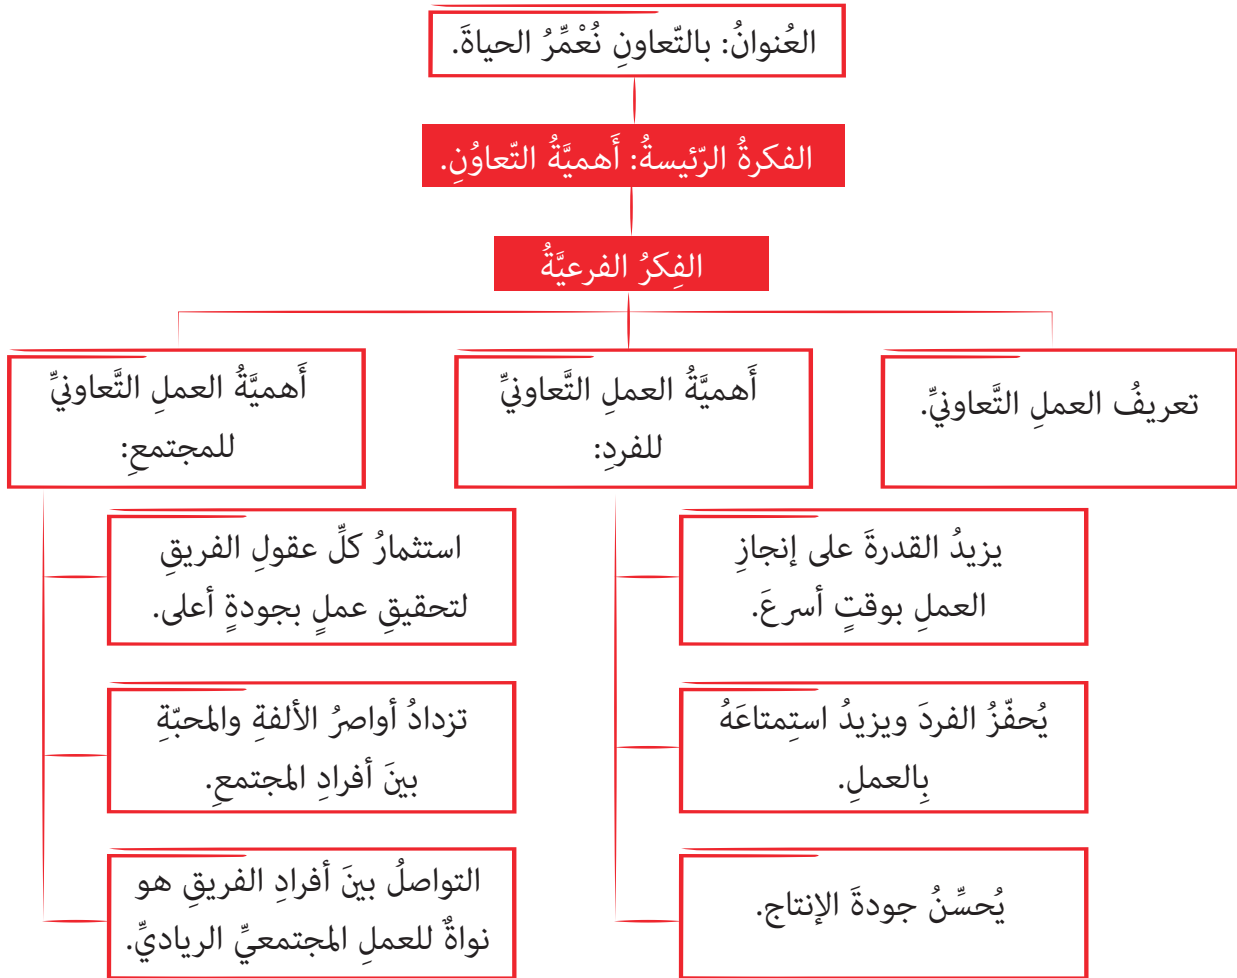 العُنوانُ: بالتّعاونِ نُعْمِّرُ الحياةَ.
الفكرةُ الرّئيسةُ: أَهميَّةُ التّعاوُنِ.
الفِكرُ الفرعيَّةُ
تعريفُ العملِ التَّعاونيِّ.
أَهميَّةُ العملِ التَّعاونيِّ
للفردِ:
يزيدُ القدرةَ على إنجازِ
العملِ بوقتٍ أسرعَ.
يُحفّزُ الفردَ ويزيدُ استِمتاعَهُ
بِالعملِ.
يُحسِّنُ جودةَ الإنتاج.
أَهميَّةُ العملِ التَّعاونيِّ
للمجتمعِ:
استثمارُ كلِّ عقولِ الفريقِ
لتحقيقِ عملٍ بجودةٍ أعلى.
تزدادُ أواصرُ الألفةِ والمحبّةِ
بينَ أفرادِ المجتمعِ.
التواصلُ بينَ أفرادِ الفريقِ هو
نواةٌ للعملِ المجتمعيِّ الرياديِّ.